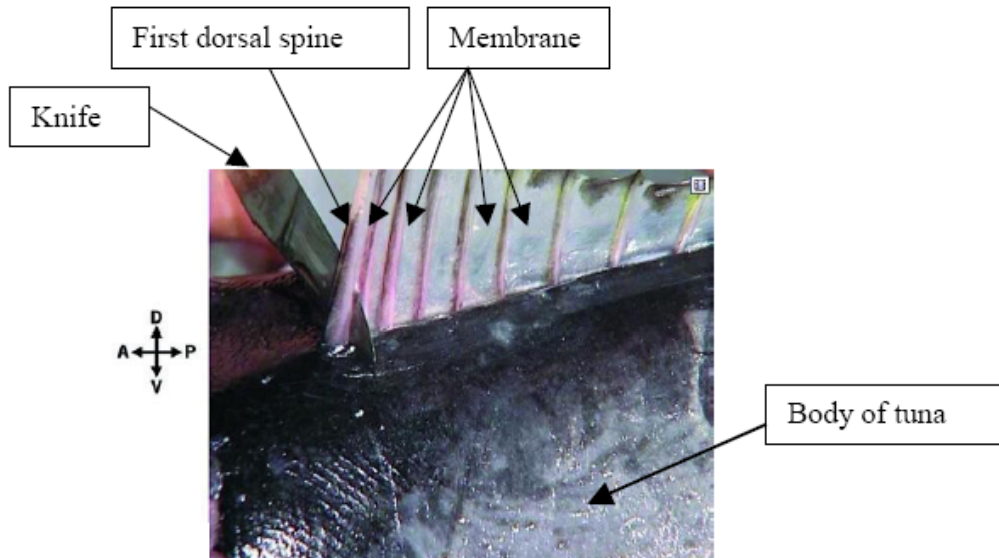 First dorsal spine
Membrane
Knife
D
A P
V
Body of tuna